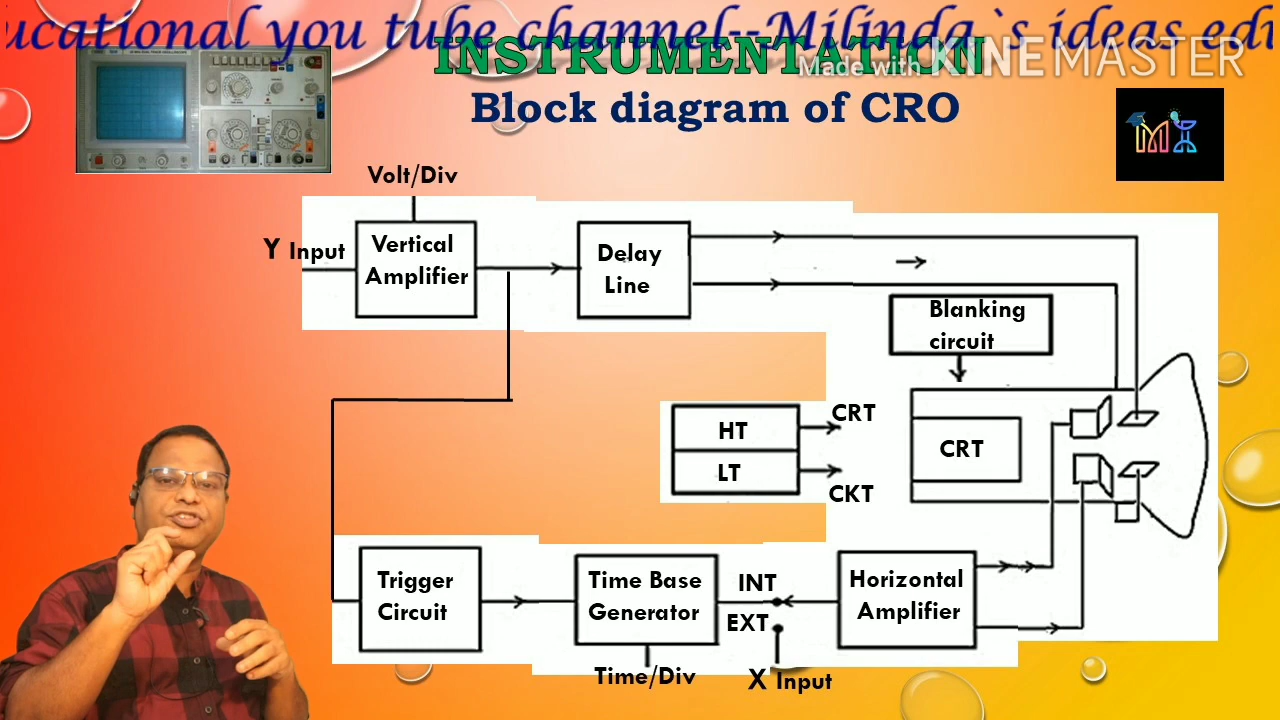 ucational you tube channel--Milinda`s ideas edi
INSTRUMENTATION
Made with KINEMASTER
Block diagram of CRO
MI
Volt/Div
Y Input
Vertical
Amplifier
Delay
Line
Blanking
circuit
HT
LT
CRT
CKT
CRT
Trigger
Circuit
Time Base
Generator
INT
EXT
Horizontal
Amplifier
Time/Div
X Input